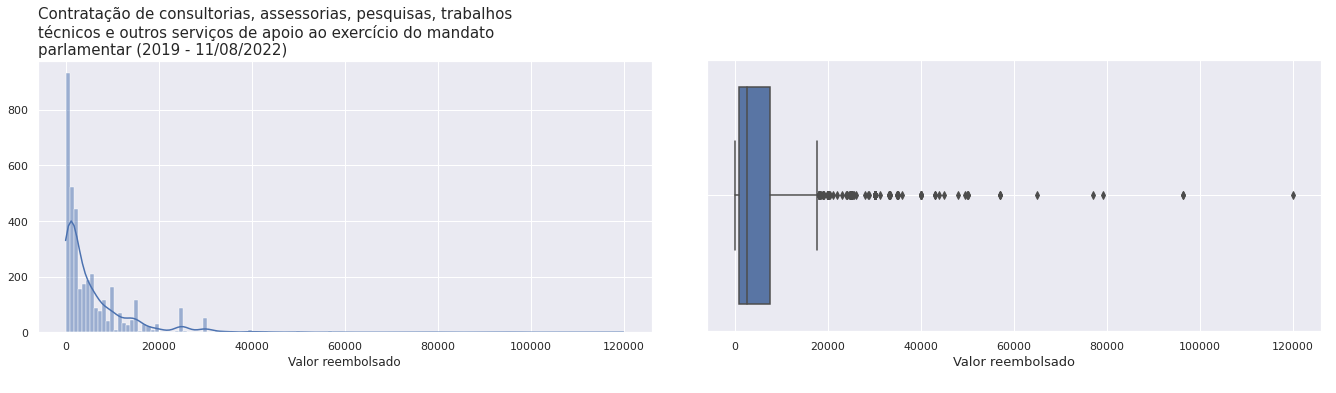 Contratação de consultorias, assessorias, pesquisas, trabalhos
técnicos e outros serviços de apoio ao exercício do mandato
parlamentar (2019 - 11/08/2022)
800
600
400
200
0
0 20000 40000 60000 80000 100000 120000
Valor reembolsado
0 20000 40000 60000 80000 100000 120000
Valor reembolsado